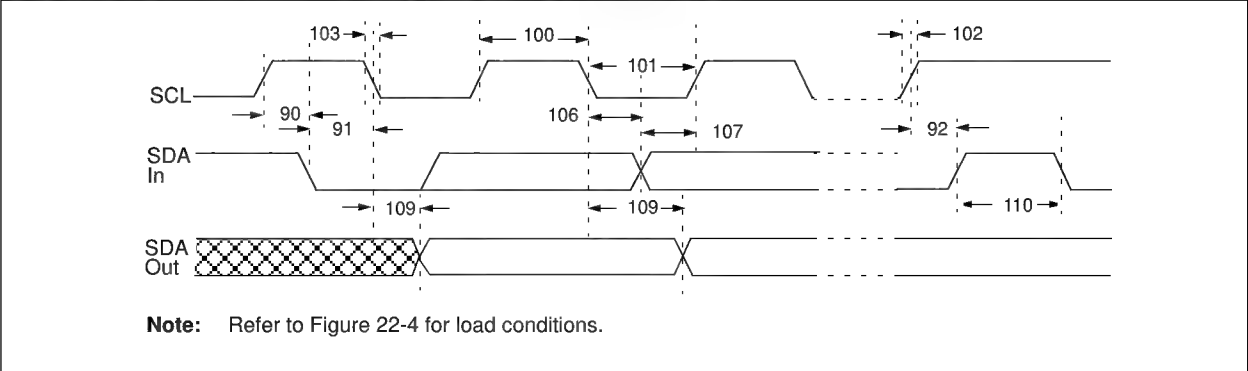 103
100
102
101
SCL
90
91
106
107
92
SDA
In
109
109
110
SDA
Out
Note: Refer to Figure 22-4 for load conditions.